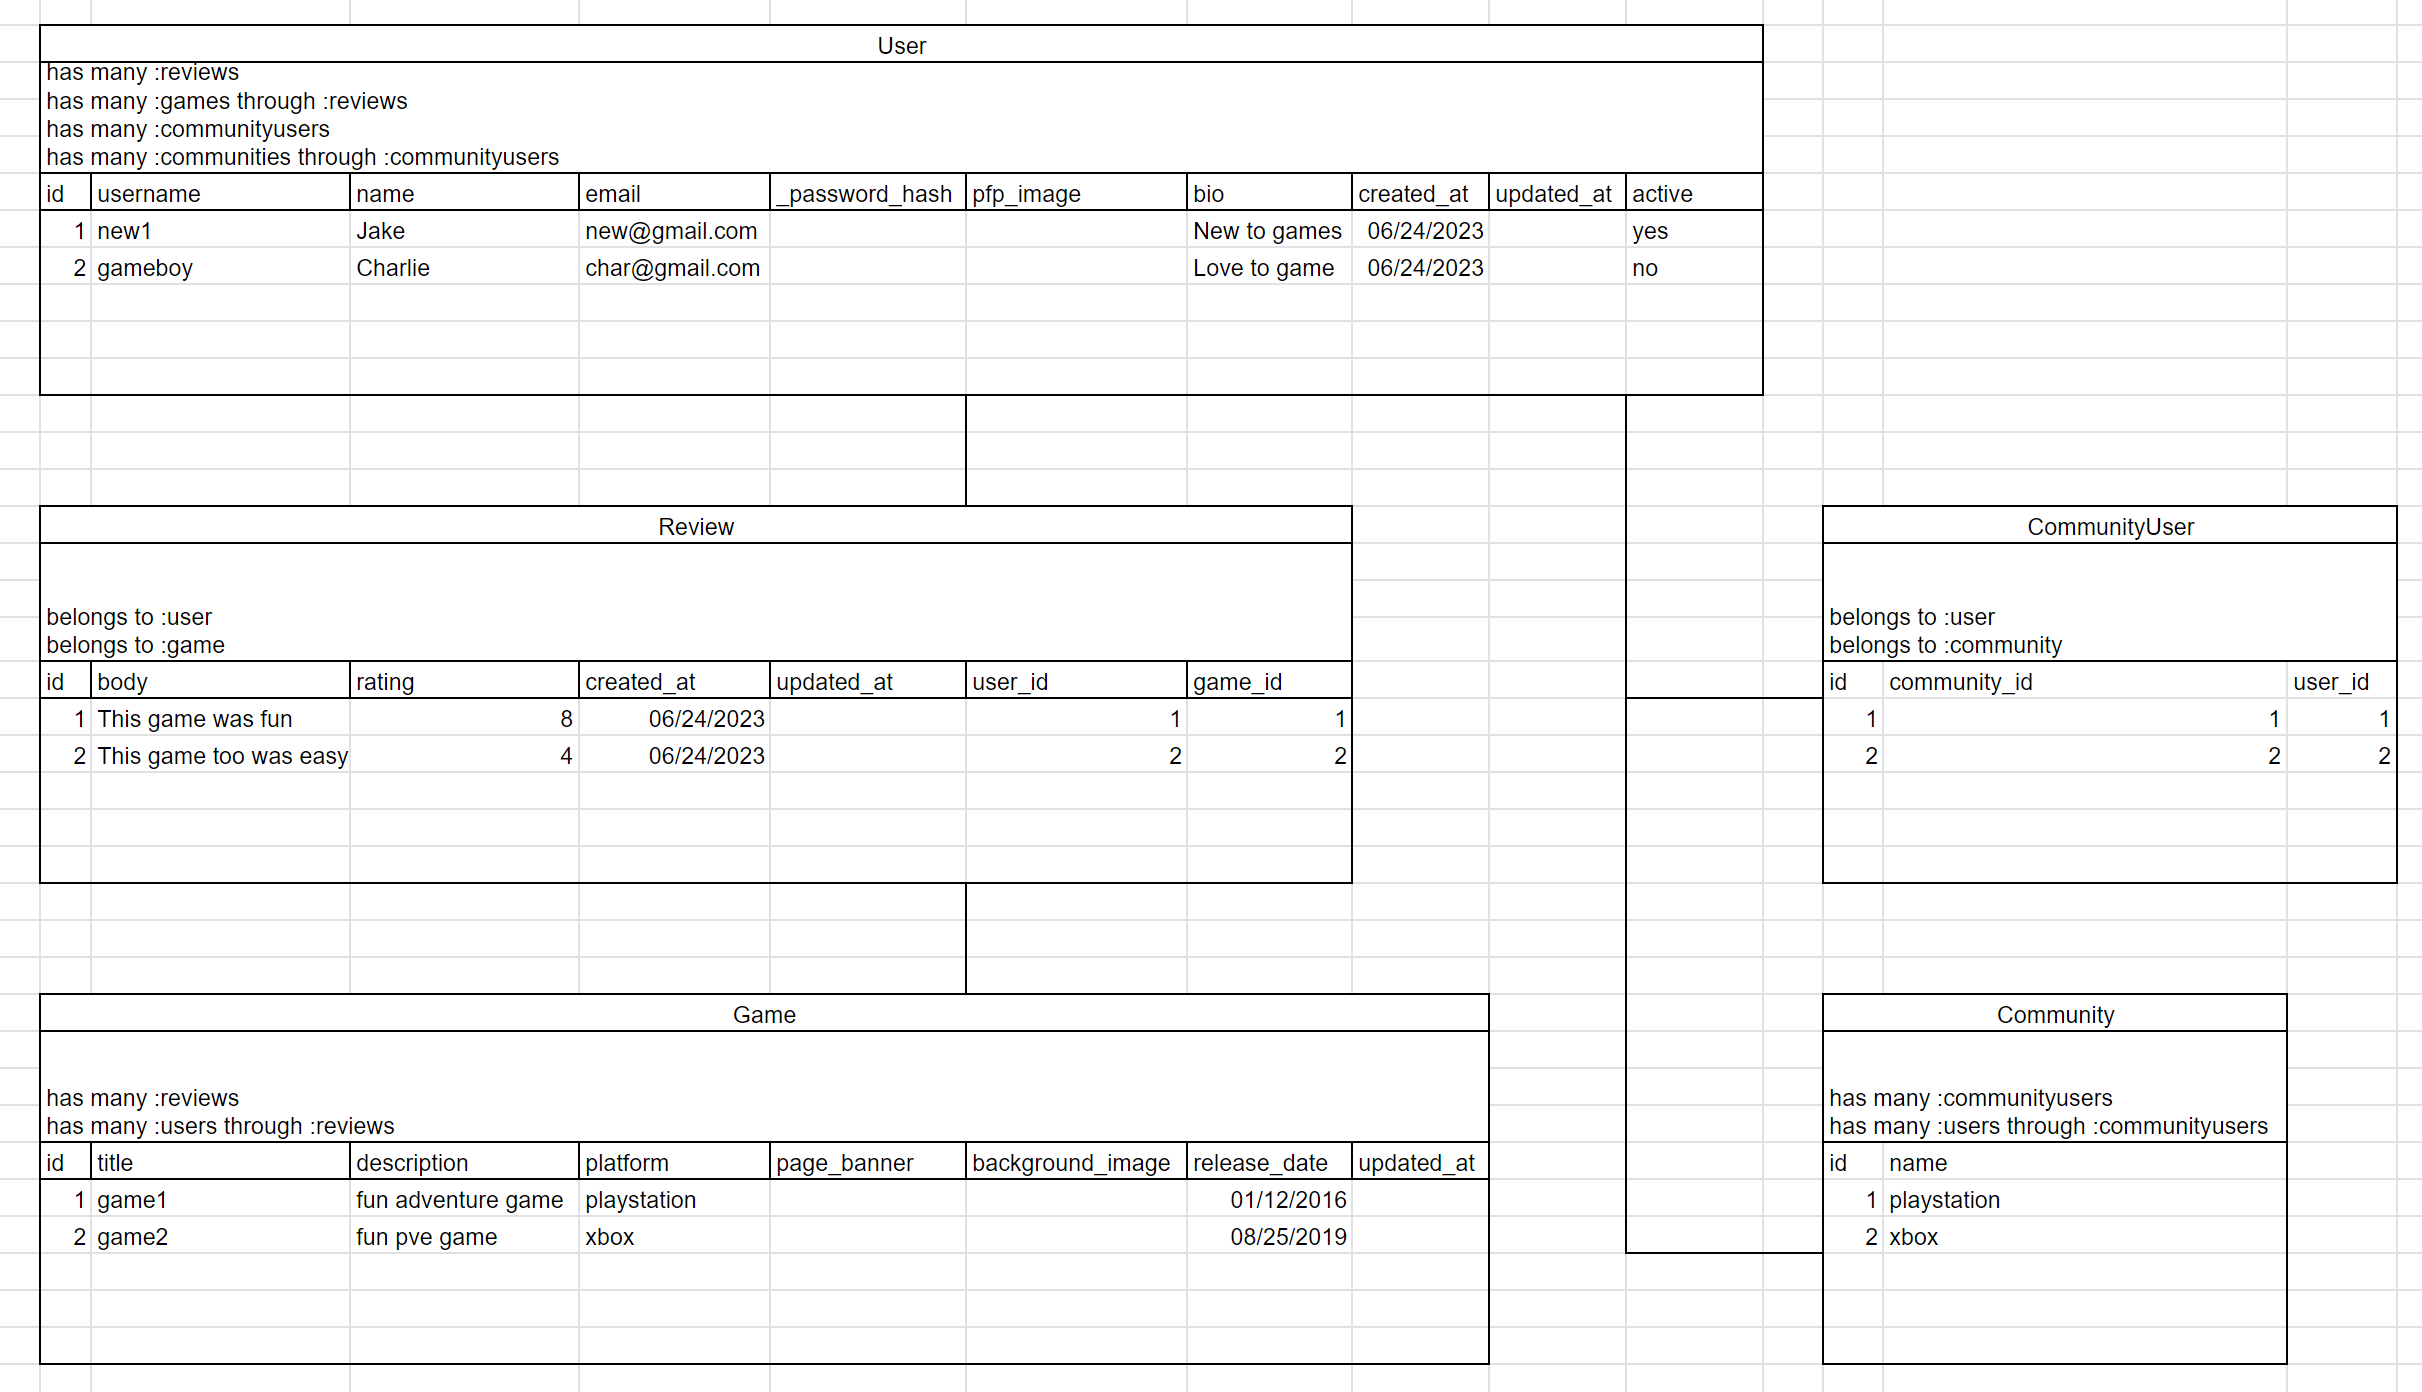 User
has many :reviews
has many :games through :reviews
has many :communityusers
has many :communities through :communityusers
id username name email _password_hash pfp_image bio created_at updated_at active
1 new1 Jake new@gmail.com New to games 06/24/2023 yes
2 gameboy Charlie char@gmail.com Love to game 06/24/2023 no
Review
belongs to :user
belongs to :game
id body rating created_at updated_at user_id game_id
1 This game was fun 8 06/24/2023 1 1
2 This game too was easy 4 06/24/2023 2 2
CommunityUser
belongs to :user
belongs to :community
id community_id user_id
1 1 1
2 2 2
Game
has many :reviews
has many :users through :reviews
id title description platform page_banner background_image release_date updated_at
1 game1 fun adventure game playstation 01/12/2016
2 game2 fun pve game xbox 08/25/2019
Community
has many :communityusers
has many :users through :communityusers
id name
1 playstation
2 xbox